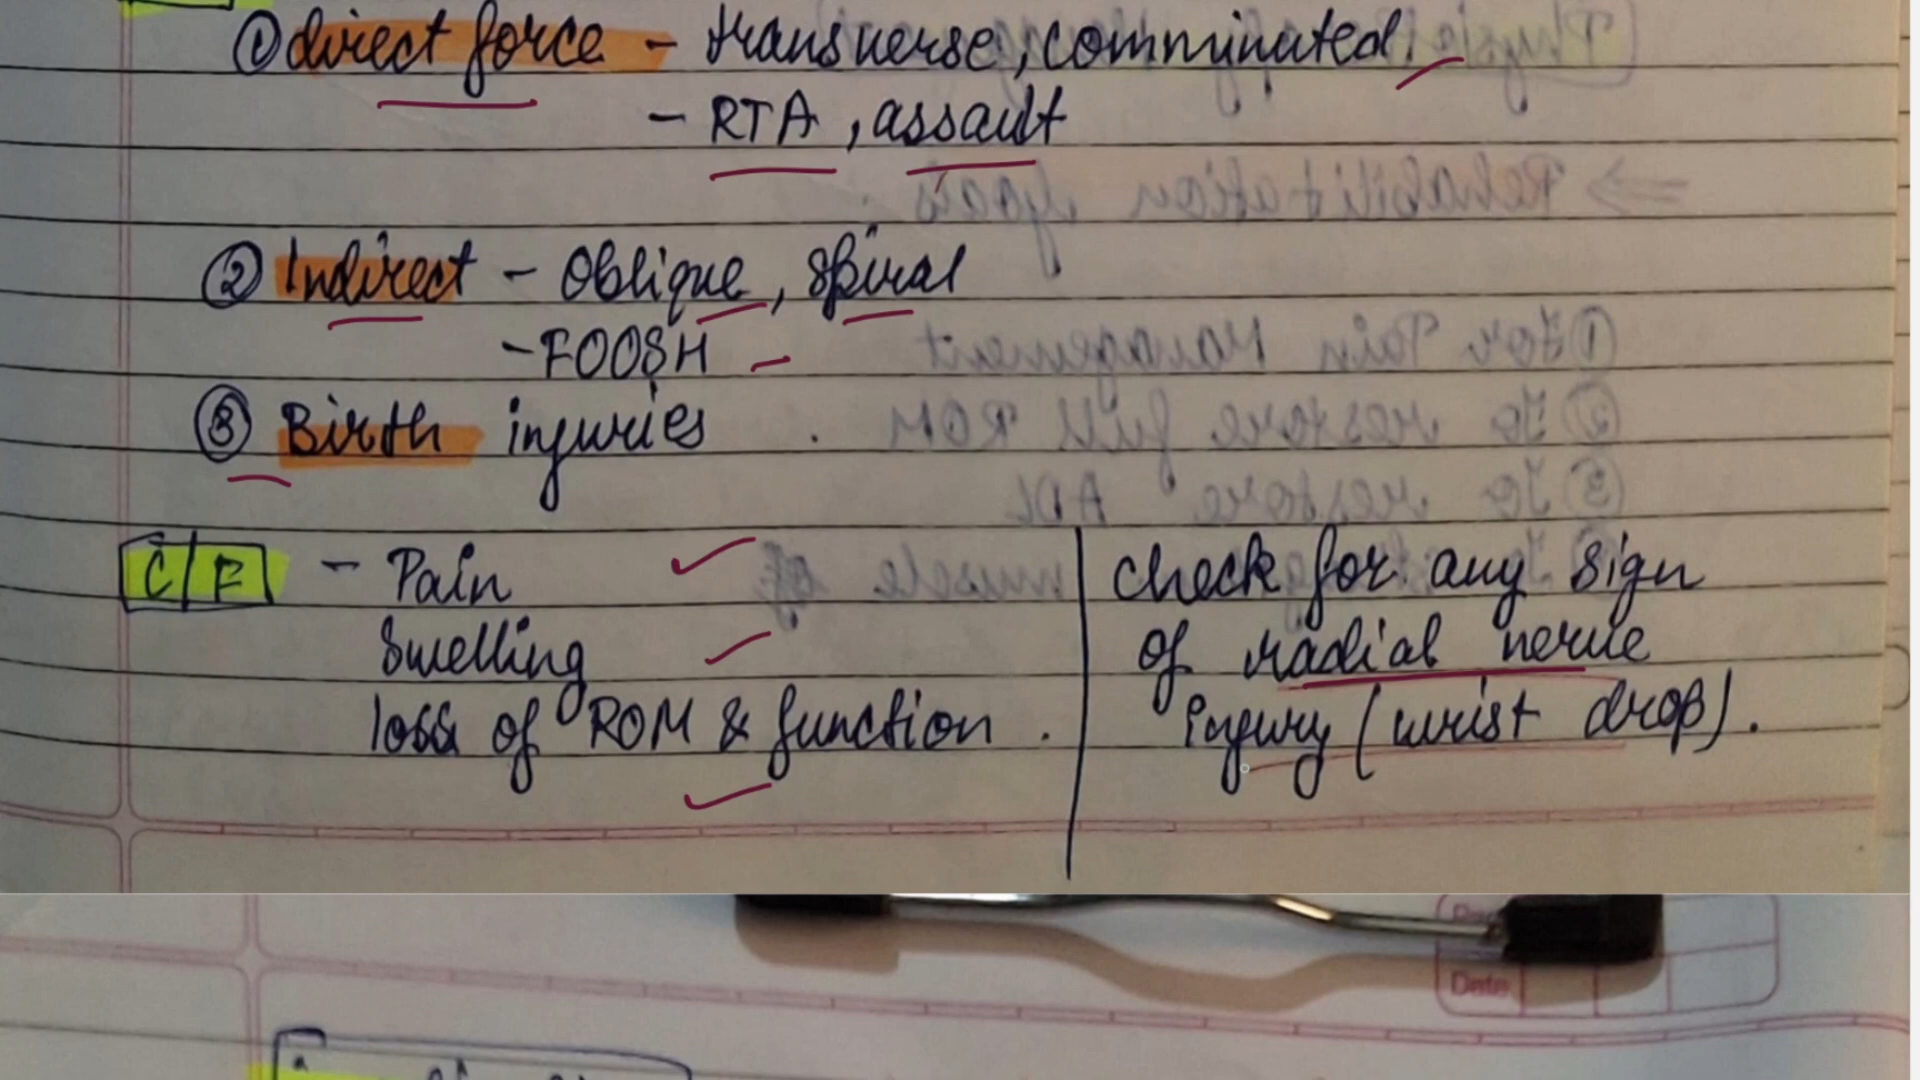 ① direct force - transverse, comminuted.
- RTA, assault
② Indirect - Oblique, spiral
- FOOSH
③ Birth injuries.
C/F - Pain
Swelling
loss of ROM & function.
Check for any sign
of radial nerve
injury (wrist drop).
Date